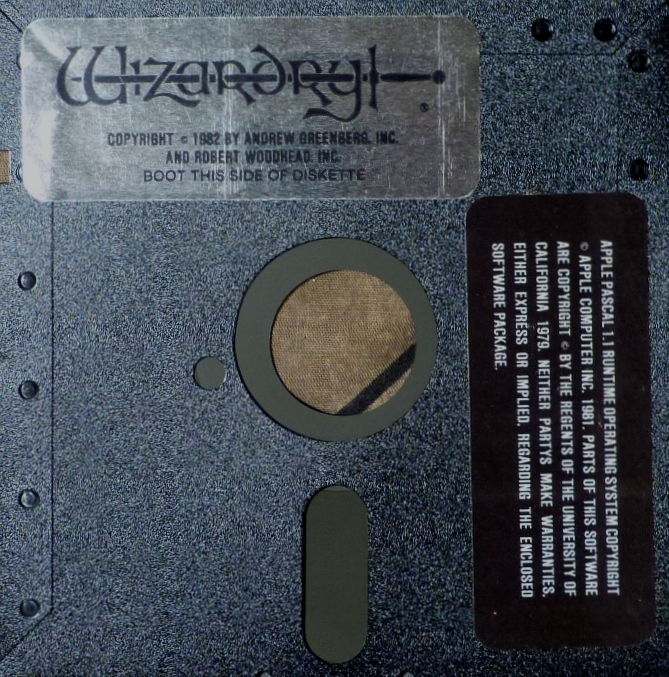 Wizardry
COPYRIGHT © 1982 BY ANDREW GREENBERG, INC.
AND ROBERT WOODHEAD, INC.
BOOT THIS SIDE OF DISKETTE
APPLE PASCAL 1.1 RUNTIME OPERATING SYSTEM COPYRIGHT
© APPLE COMPUTER INC. 1981. PARTS OF THIS SOFTWARE
ARE COPYRIGHT © BY THE REGENTS OF THE UNIVERSITY OF
CALIFORNIA 1979. NEITHER PARTYS MAKE WARRANTIES,
EITHER EXPRESS OR IMPLIED, REGARDING THE ENCLOSED
SOFTWARE PACKAGE.